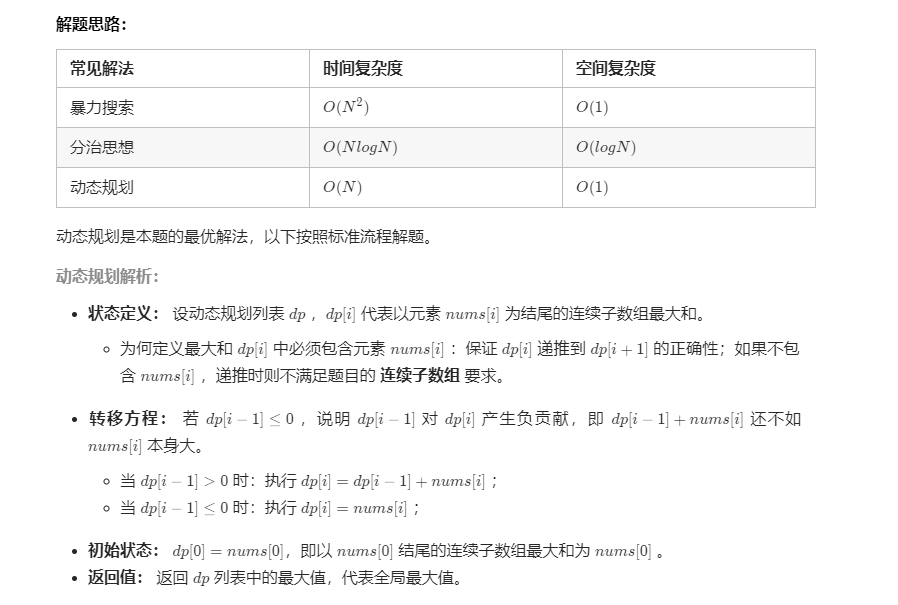 解题思路：
常见解法 时间复杂度 空间复杂度
暴力搜索 O(N²) O(1)
分治思想 O(NlogN) O(logN)
动态规划 O(N) O(1)
动态规划是本题的最优解法，以下按照标准流程解题。
动态规划解析：
• 状态定义： 设动态规划列表 dp ，dp[i] 代表以元素 nums[i] 为结尾的连续子数组最大和。
◦ 为何定义最大和 dp[i] 中必须包含元素 nums[i] ：保证 dp[i] 递推到 dp[i+1] 的正确性；如果不包
含 nums[i] ，递推时则不满足题目的 连续子数组 要求。
• 转移方程： 若 dp[i−1] ≤ 0 ，说明 dp[i−1] 对 dp[i] 产生负贡献，即 dp[i−1] + nums[i] 还不如
nums[i] 本身大。
◦ 当 dp[i−1] > 0 时：执行 dp[i] = dp[i−1] + nums[i] ；
◦ 当 dp[i−1] ≤ 0 时：执行 dp[i] = nums[i] ；
• 初始状态： dp[0] = nums[0]，即以 nums[0] 结尾的连续子数组最大和为 nums[0] 。
• 返回值： 返回 dp 列表中的最大值，代表全局最大值。